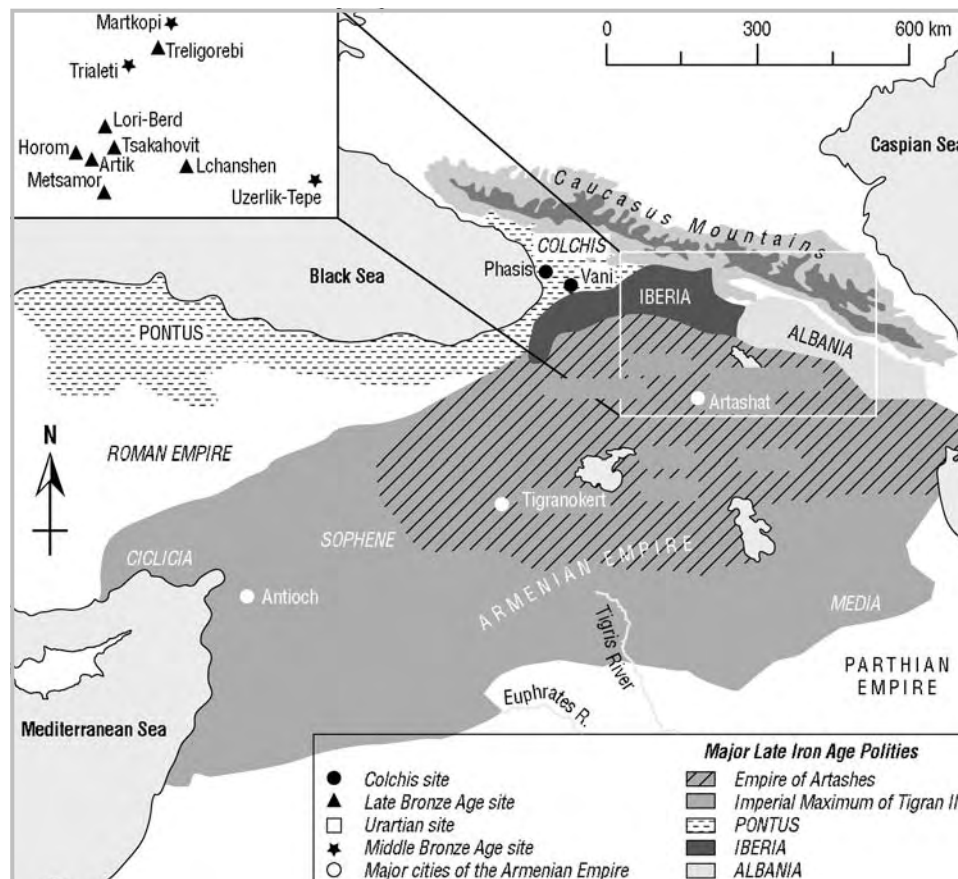 Martkopi
Treligorebi
Trialeti
Lori-Berd
Horom
Tsakahovit
Artik
Lchanshen
Metsamor
Uzerlik-Tepe
0 300 600 km
Caspian Sea
Caucasus Mountains
COLCHIS
Phasis
Vani
Black Sea
IBERIA
PONTUS
ALBANIA
Artashat
N
ROMAN EMPIRE
Tigranokert
SOPHENE
CICLICIA
ARMENIAN EMPIRE
Antioch
MEDIA
Tigris River
PARTHIAN
EMPIRE
Euphrates R.
Mediterranean Sea
Colchis site
Late Bronze Age site
Urartian site
Middle Bronze Age site
Major cities of the Armenian Empire
Major Late Iron Age Polities
Empire of Artashes
Imperial Maximum of Tigran II
PONTUS
IBERIA
ALBANIA